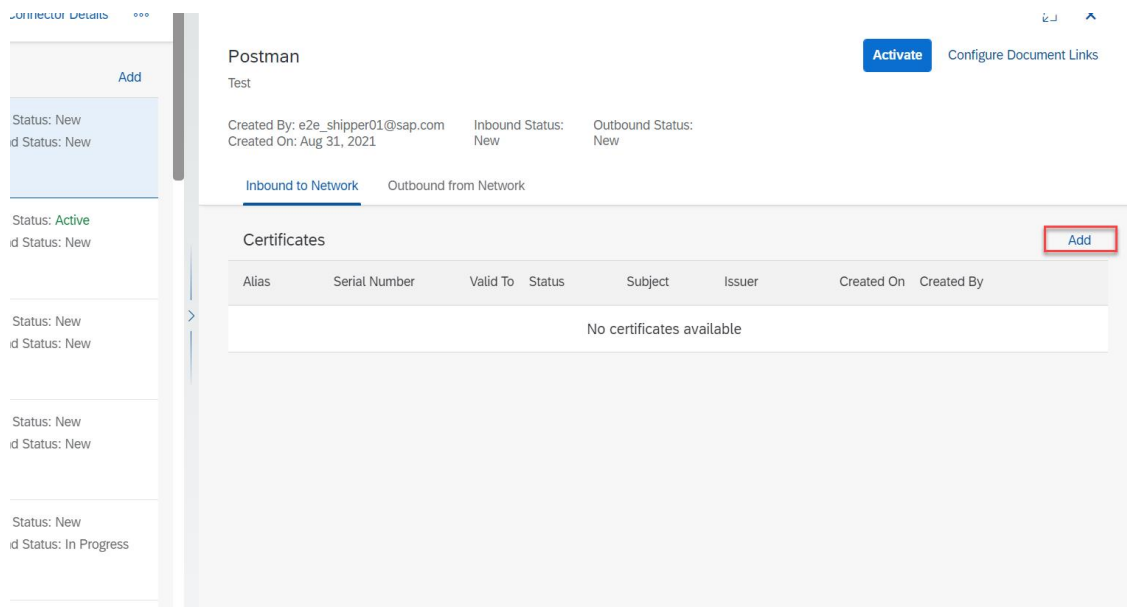 Connector Details
Add
Status: New
d Status: New
Status: Active
d Status: New
Status: New
d Status: New
Status: New
d Status: New
Status: New
d Status: In Progress
Postman
Activate
Configure Document Links
Test
Created By: e2e_shipper01@sap.com
Created On: Aug 31, 2021
Inbound Status:
New
Outbound Status:
New
Inbound to Network
Outbound from Network
Certificates
Add
Alias Serial Number Valid To Status Subject Issuer Created On Created By
No certificates available